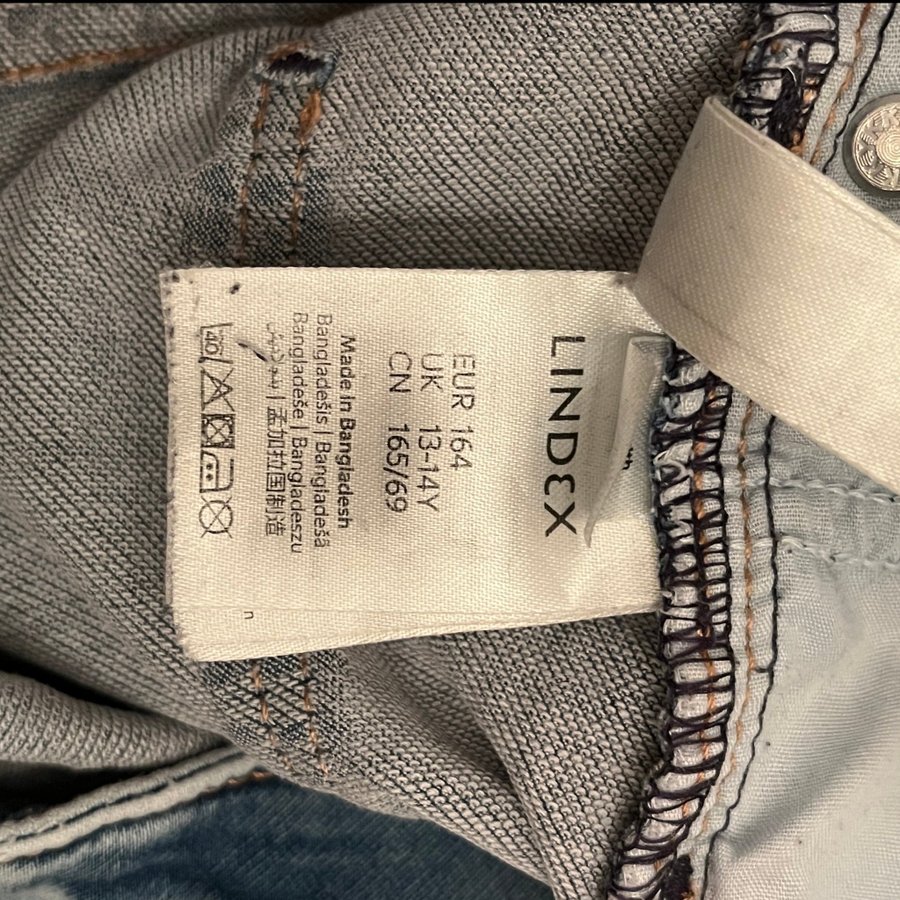 LINDEX
EUR 164
UK 13-14Y
CN 165/69
Made in Bangladesh
Bangladešis | Bangladešā
Bangladeše | Bangladeszu
孟加拉国制造
40